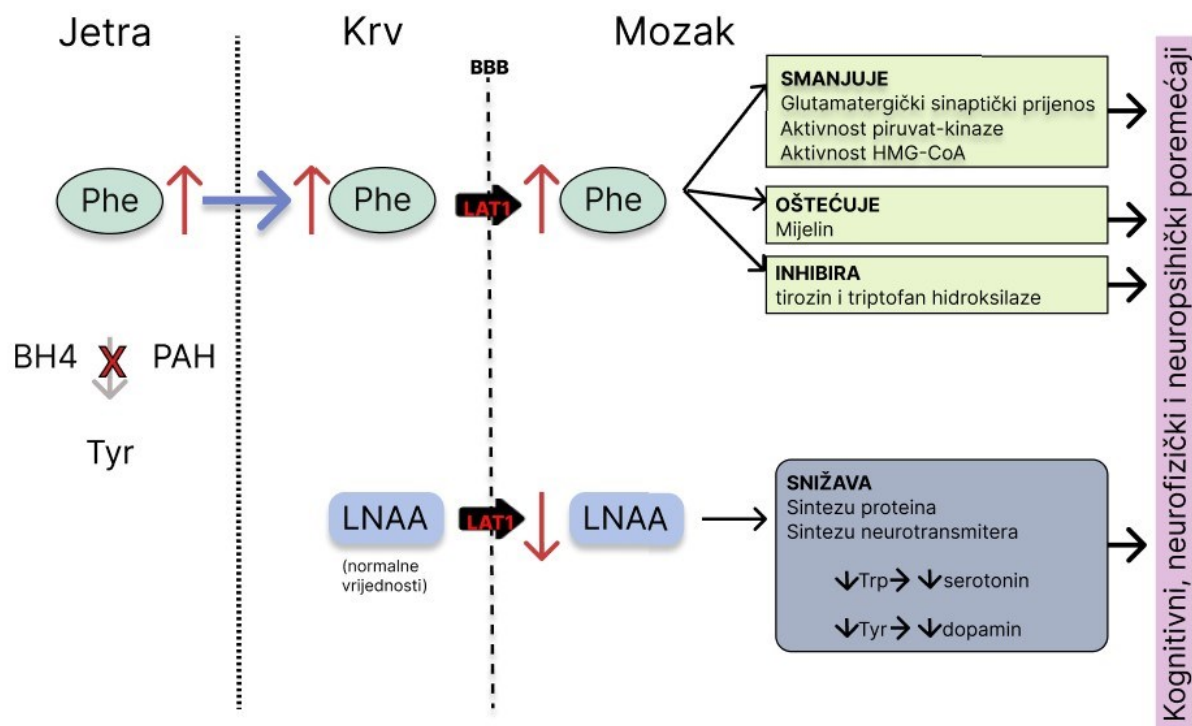 Jetra
Krv
Mozak
BBB
SMANJUJE
Glutamatergički sinaptički prijenos
Aktivnost piruvat-kinaze
Aktivnost HMG-CoA
Phe
Phe
LAT1
Phe
OŠTEĆUJE
Mijelin
INHIBIRA
tirozin i triptofan hidroksilaze
BH4 X PAH
Tyr
LNAA
(normalne
vrijednosti)
LAT1
LNAA
SNIŽAVA
Sintezu proteina
Sintezu neurotransmitera
↓Trp→ ↓serotonin
↓Tyr→ ↓dopamin
Kognitivni, neurofizički i neuropsihički poremećaji